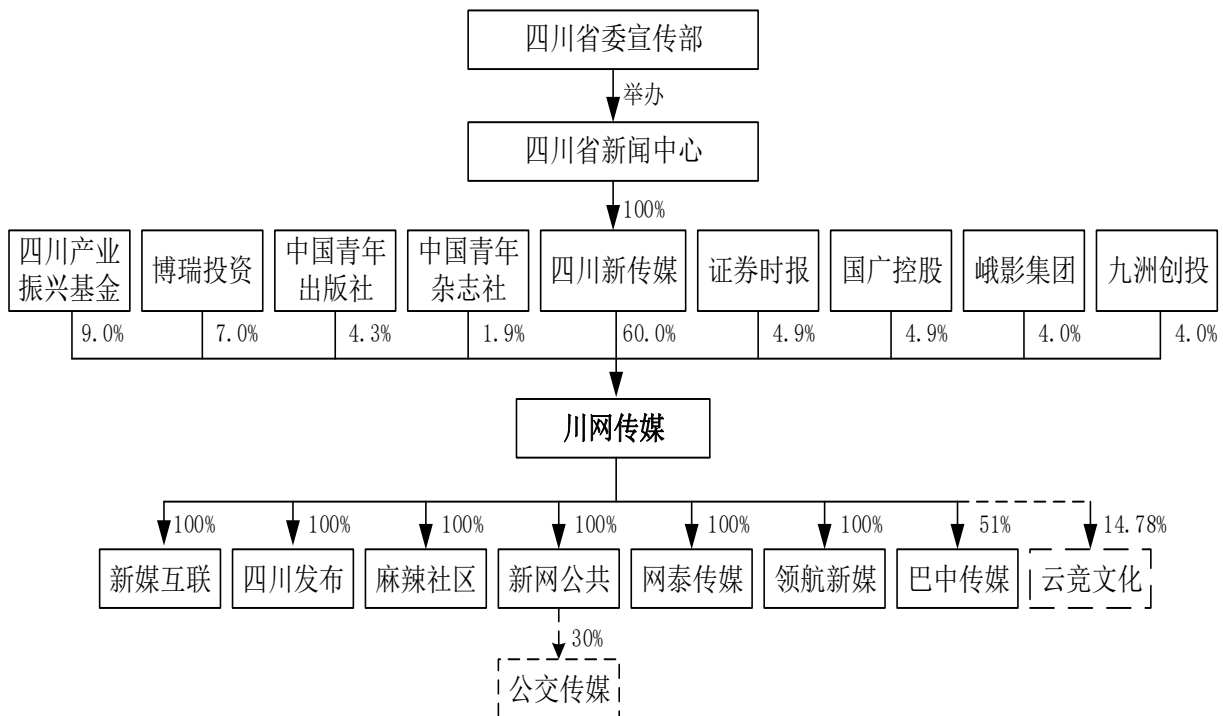 四川省委宣传部
举办
四川省新闻中心
100%
四川产业
振兴基金
博瑞投资
中国青年
出版社
中国青年
杂志社
四川新传媒
证券时报
国广控股
峨影集团
九洲创投
9.0%
7.0%
4.3%
1.9%
60.0%
4.9%
4.9%
4.0%
4.0%
川网传媒
100%
100%
100%
100%
100%
100%
51%
14.78%
新媒互联
四川发布
麻辣社区
新网公共
网泰传媒
领航新媒
巴中传媒
云竞文化
30%
公交传媒